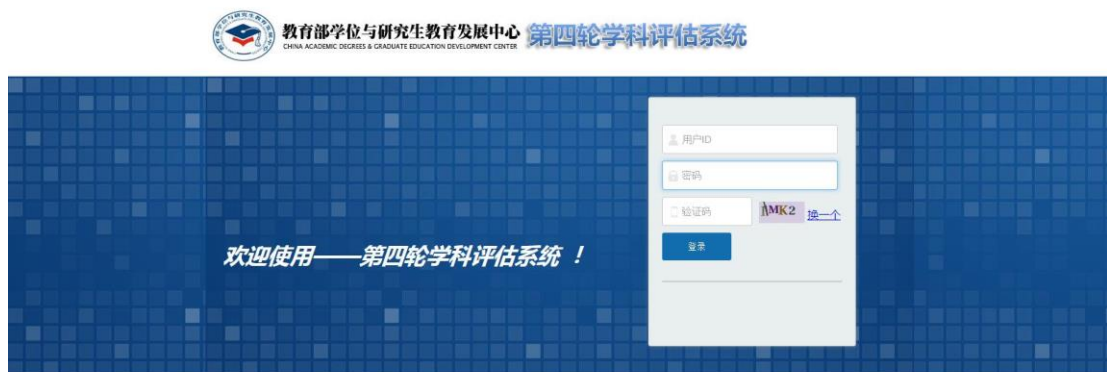 教育部学位与研究生教育发展中心
CHINA ACADEMIC DEGREES & GRADUATE EDUCATION DEVELOPMENT CENTER
第四轮学科评估系统
用户ID
密码
验证码
MK2 换一个
登录
欢迎使用——第四轮学科评估系统 ！